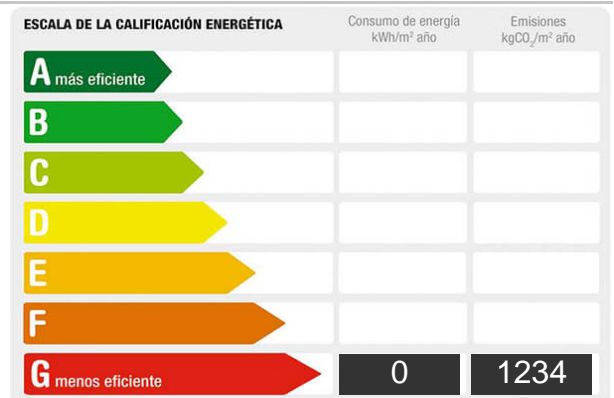 ESCALA DE LA CALIFICACIÓN ENERGÉTICA
Consumo de energía
kWh/m² año
Emisiones
kgCO₂/m² año
A más eficiente
B
C
D
E
F
G menos eficiente
0
1234